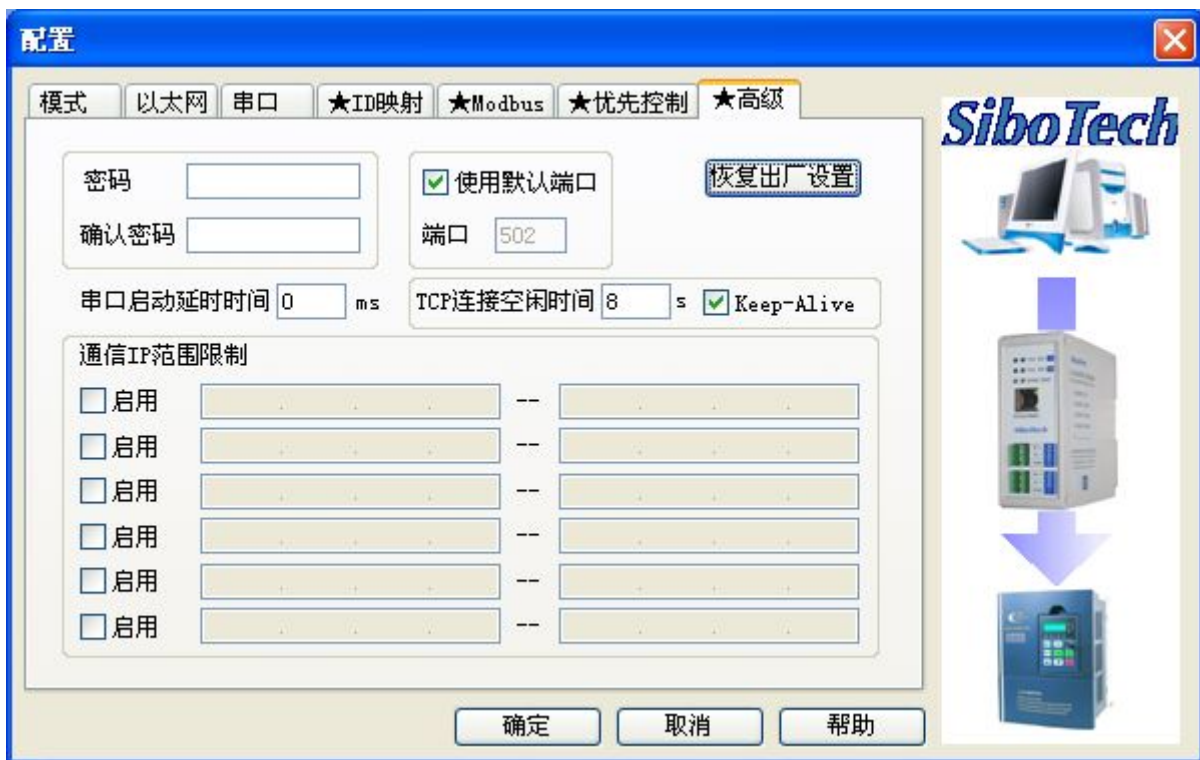 配置
模式 以太网 串口 ★ID映射 ★Modbus ★优先控制 ★高级
SiboTech
密码
使用默认端口
恢复出厂设置
确认密码
端口 502
串口启动延时时间 0 ms
TCP连接空闲时间 8 s Keep-Alive
通信IP范围限制
启用 . . . -- . . .
启用 . . . -- . . .
启用 . . . -- . . .
启用 . . . -- . . .
启用 . . . -- . . .
启用 . . . -- . . .
确定 取消 帮助